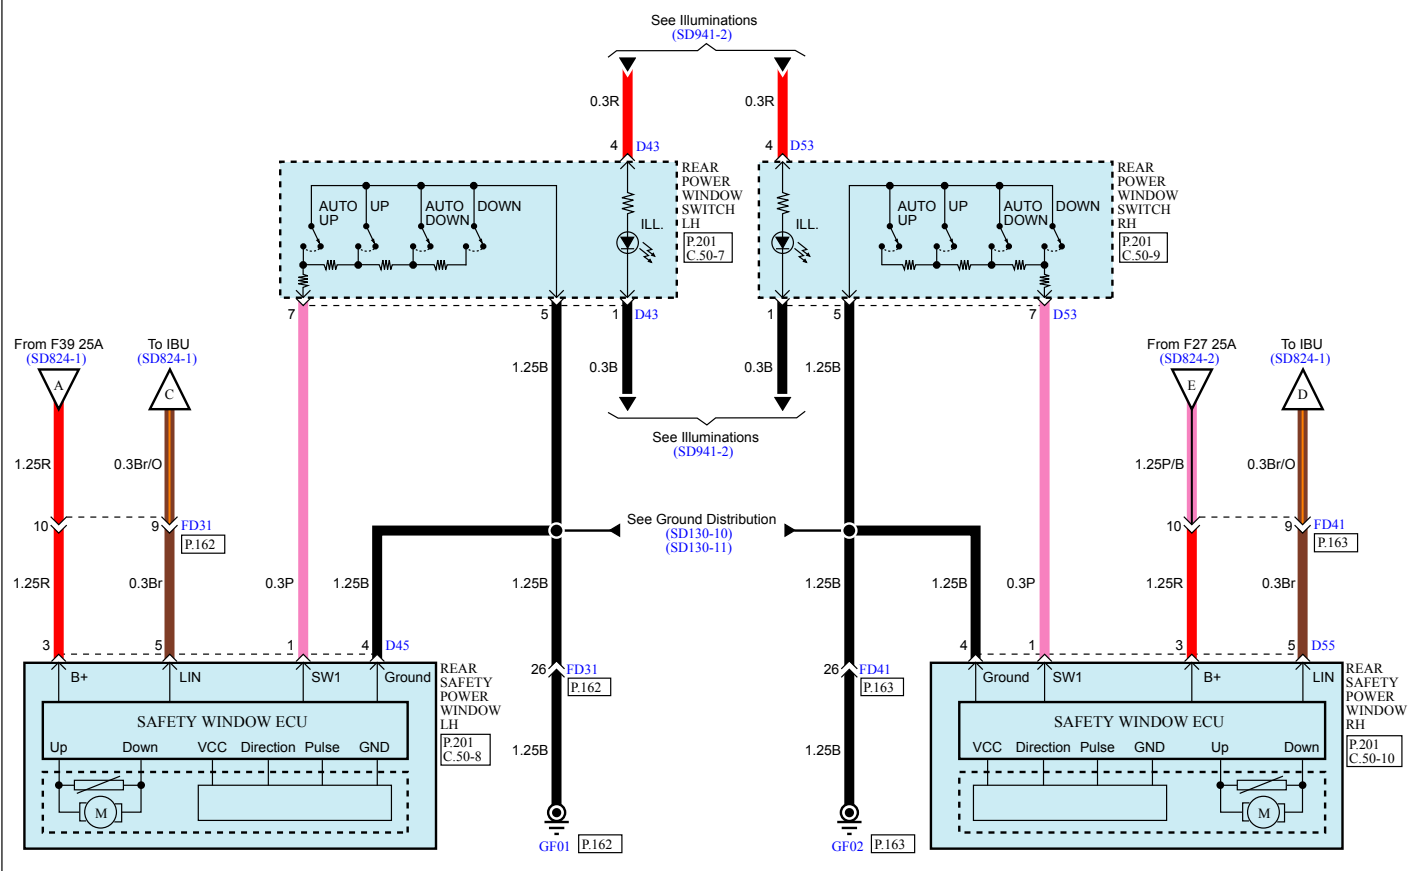 See Illuminations
(SD941-2)
0.3R
0.3R
4
D43
4
D53
REAR
POWER
WINDOW
SWITCH
LH
P.201
C.50-7
AUTO
UP
UP
AUTO
DOWN
DOWN
ILL.
ILL.
AUTO
UP
UP
AUTO
DOWN
DOWN
REAR
POWER
WINDOW
SWITCH
RH
P.201
C.50-9
7
5
1
D43
1
5
7
D53
From F39 25A
(SD824-1)
A
To IBU
(SD824-1)
C
1.25B
0.3B
0.3B
1.25B
From F27 25A
(SD824-2)
E
To IBU
(SD824-1)
D
See Illuminations
(SD941-2)
1.25R
0.3Br/O
1.25P/B
0.3Br/O
10
9
FD31
P.162
See Ground Distribution
(SD130-10)
(SD130-11)
10
9
FD41
P.163
1.25R
0.3Br
0.3P
1.25B
1.25B
1.25B
1.25B
0.3P
1.25R
0.3Br
3
5
1
4
D45
4
1
3
5
D55
B+
LIN
SW1
Ground
REAR
SAFETY
POWER
WINDOW
LH
P.201
C.50-8
26
FD31
P.162
26
FD41
P.163
Ground
SW1
B+
LIN
REAR
SAFETY
POWER
WINDOW
RH
P.201
C.50-10
SAFETY WINDOW ECU
Up
Down
VCC
Direction
Pulse
GND
M
1.25B
1.25B
SAFETY WINDOW ECU
VCC
Direction
Pulse
GND
Up
Down
M
GF01
P.162
GF02
P.163